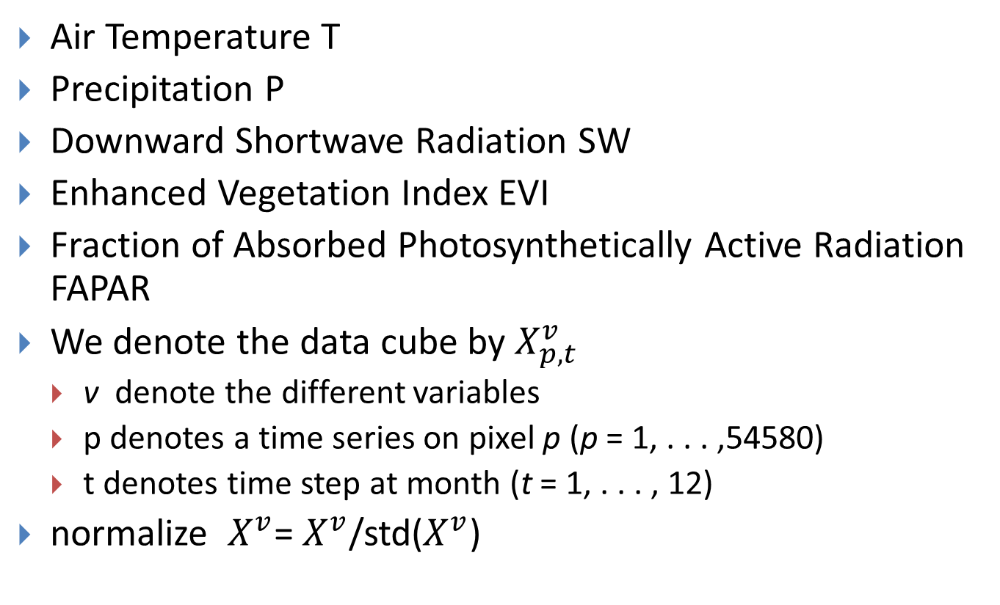 Air Temperature T
Precipitation P
Downward Shortwave Radiation SW
Enhanced Vegetation Index EVI
Fraction of Absorbed Photosynthetically Active Radiation
FAPAR
We denote the data cube by $X_{p,t}^{v}$
v denote the different variables
p denotes a time series on pixel p (p = 1, . . . ,54580)
t denotes time step at month (t = 1, . . . , 12)
normalize $X^{v}$= $X^{v}$/std($X^{v}$)